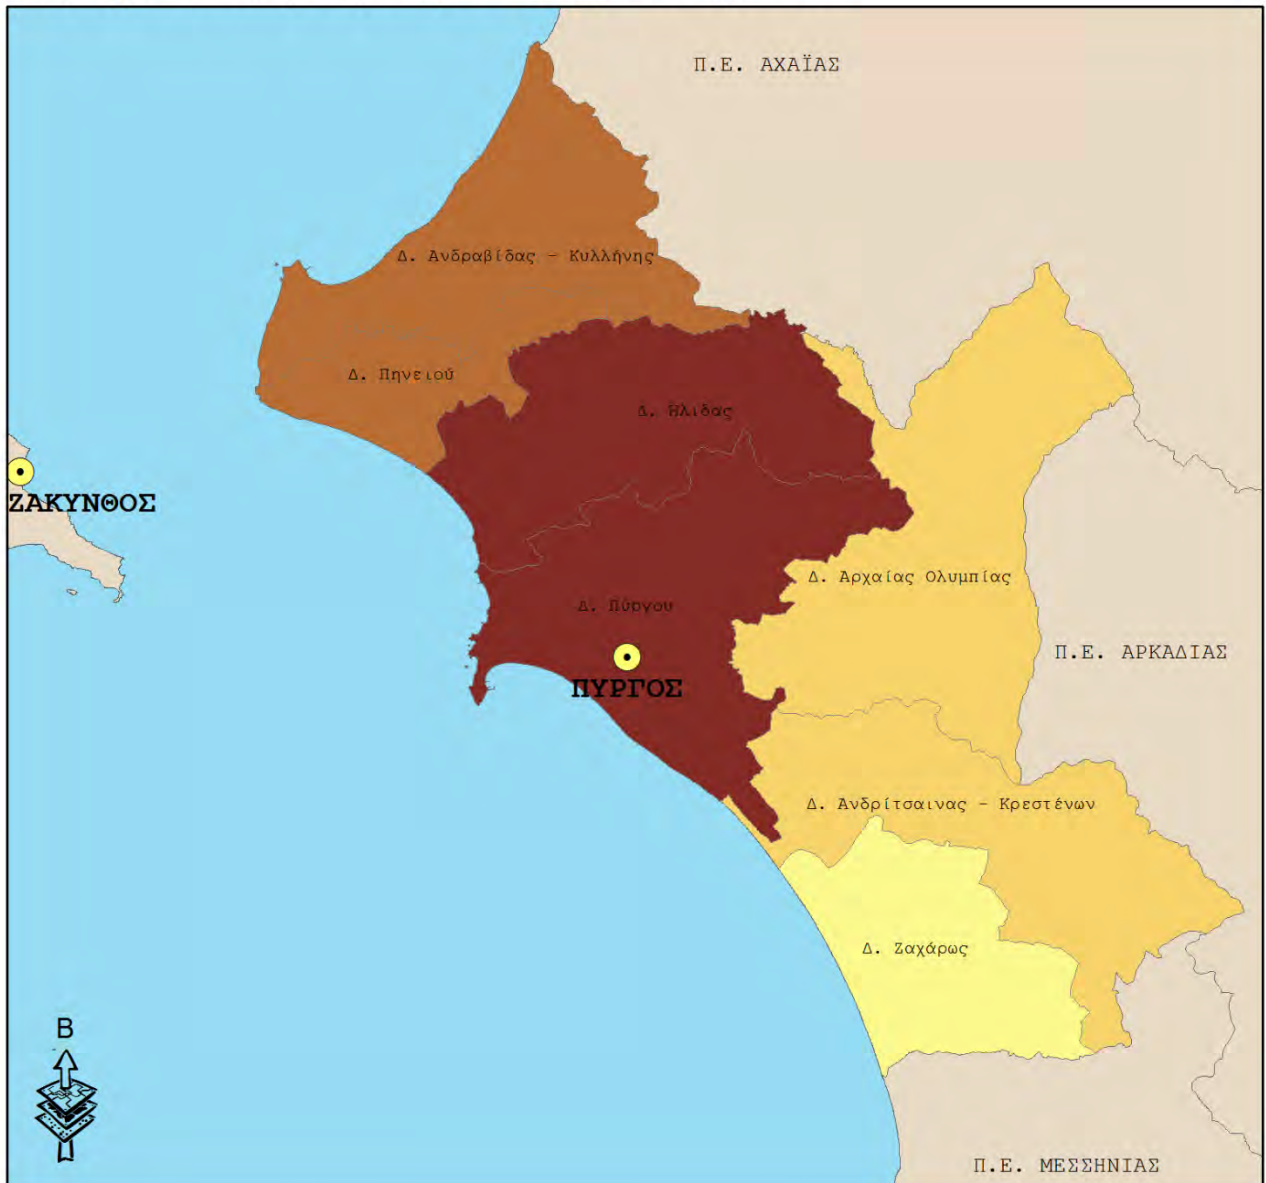 Π.Ε. ΑΧΑΪΑΣ
Δ. Ανδραβίδας - Κυλλήνης
Δ. Πηνειού
Δ. Ήλιδας
ΖΑΚΥΝΘΟΣ
Δ. Αρχαίας Ολυμπίας
Δ. Πύργου
Π.Ε. ΑΡΚΑΔΙΑΣ
ΠΥΡΓΟΣ
Δ. Ανδρίτσαινας - Κρεστένων
Δ. Ζαχάρως
Β
Π.Ε. ΜΕΣΣΗΝΙΑΣ